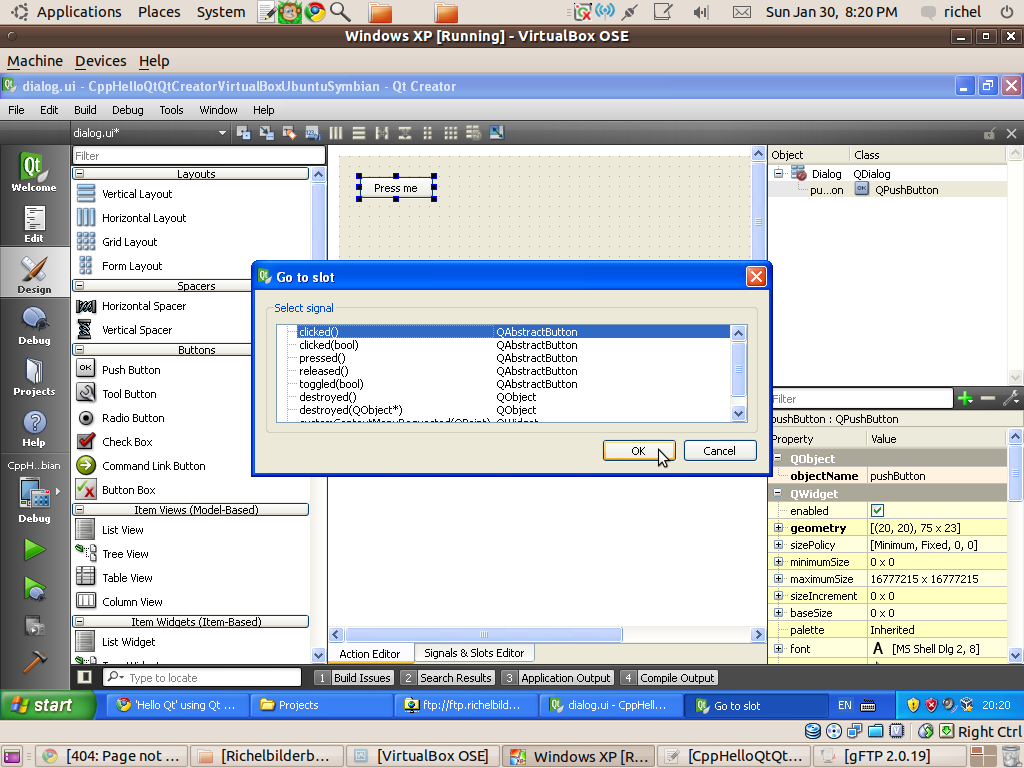 Applications Places System Sun Jan 30, 8:20 PM richel
Windows XP [Running] - VirtualBox OSE
Machine Devices Help
dialog.ui - CppHelloQtQtCreatorVirtualBoxUbuntuSymbian - Qt Creator
File Edit Build Debug Tools Window Help
dialog.ui*
Welcome
Edit
Design
Debug
Projects
Help
CppH...bian
Debug
Filter
Layouts
Vertical Layout
Horizontal Layout
Grid Layout
Form Layout
Spacers
Horizontal Spacer
Vertical Spacer
Buttons
OK Push Button
Tool Button
Radio Button
Check Box
Command Link Button
Button Box
Item Views (Model-Based)
List View
Tree View
Table View
Column View
Item Widgets (Item-Based)
List Widget
Press me
Object Class
Dialog QDialog
pu...on OK QPushButton
Go to slot
Select signal
clicked() QAbstractButton
clicked(bool) QAbstractButton
pressed() QAbstractButton
released() QAbstractButton
toggled(bool) QAbstractButton
destroyed() QObject
destroyed(QObject*) QObject
customContextMenuRequested(QPoint) QWidget
OK Cancel
Filter
pushButton : QPushButton
Property Value
QObject
objectName pushButton
QWidget
enabled
geometry [(20, 20), 75 x 23]
sizePolicy [Minimum, Fixed, 0, 0]
minimumSize 0 x 0
maximumSize 16777215 x 16777215
sizeIncrement 0 x 0
baseSize 0 x 0
palette Inherited
font A [MS Shell Dlg 2, 8]
Action Editor Signals & Slots Editor
Type to locate 1 Build Issues 2 Search Results 3 Application Output 4 Compile Output
start 'Hello Qt' using Qt ... Projects ftp://ftp.richelbild... dialog.ui - CppHell... Go to slot EN 20:20
Right Ctrl
[404: Page not ... [Richelbilderb... [VirtualBox OSE] Windows XP [R... [CppHelloQtQt... [gFTP 2.0.19]